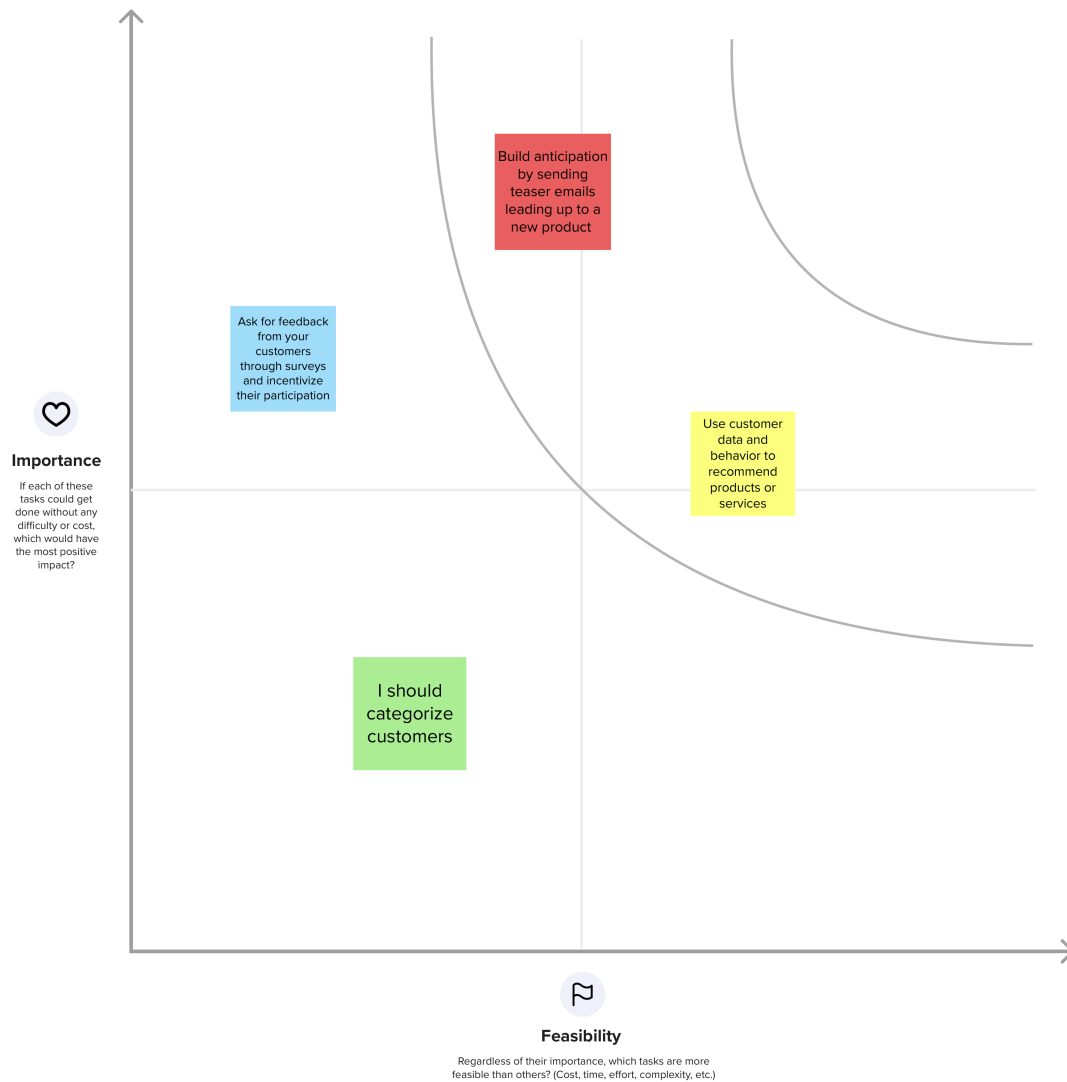 Build anticipation
by sending
teaser emails
leading up to a
new product
Ask for feedback
from your
customers
through surveys
and incentivize
their participation
Use customer
data and
behavior to
recommend
products or
services
Importance
If each of these
tasks could get
done without any
difficulty or cost,
which would have
the most positive
impact?
I should
categorize
customers
Feasibility
Regardless of their importance, which tasks are more
feasible than others? (Cost, time, effort, complexity, etc.)